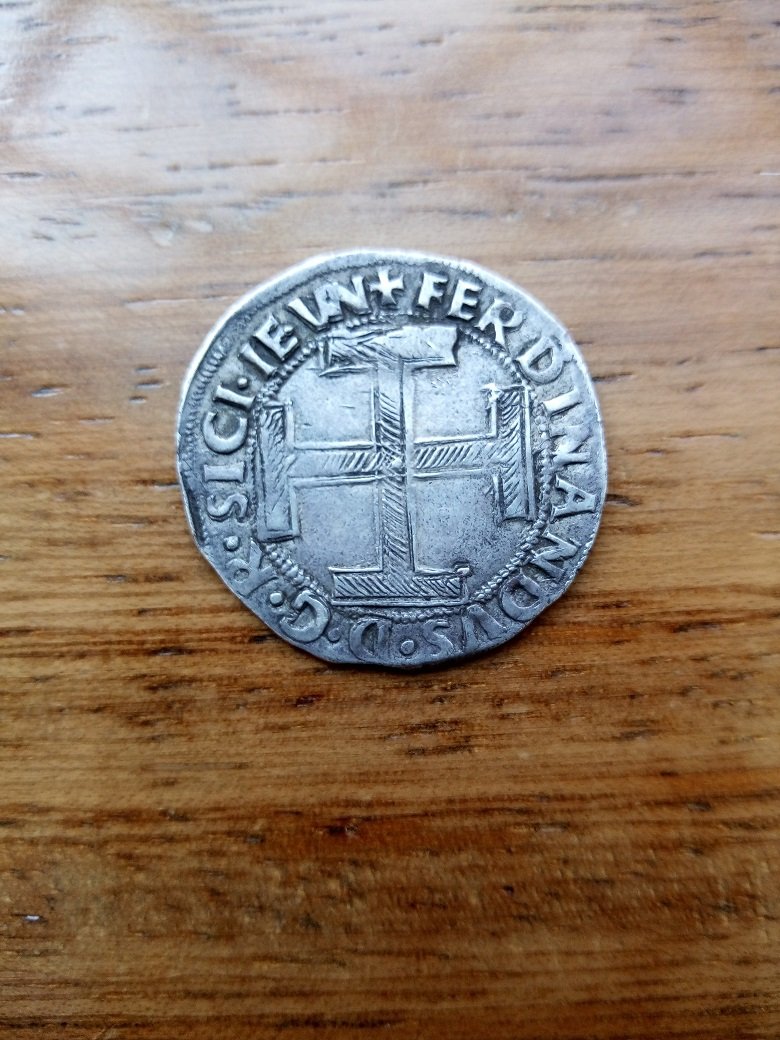 + FERDINANDVS · D · G · R · SICI · IE VN